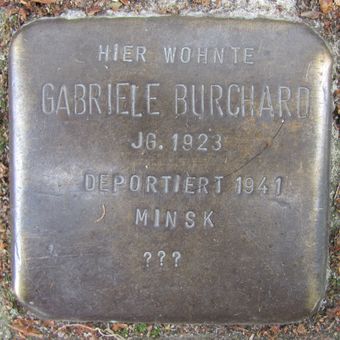 HIER WOHNTE
GABRIELE BURCHARD
JG. 1923
DEPORTIERT 1941
MINSK
???